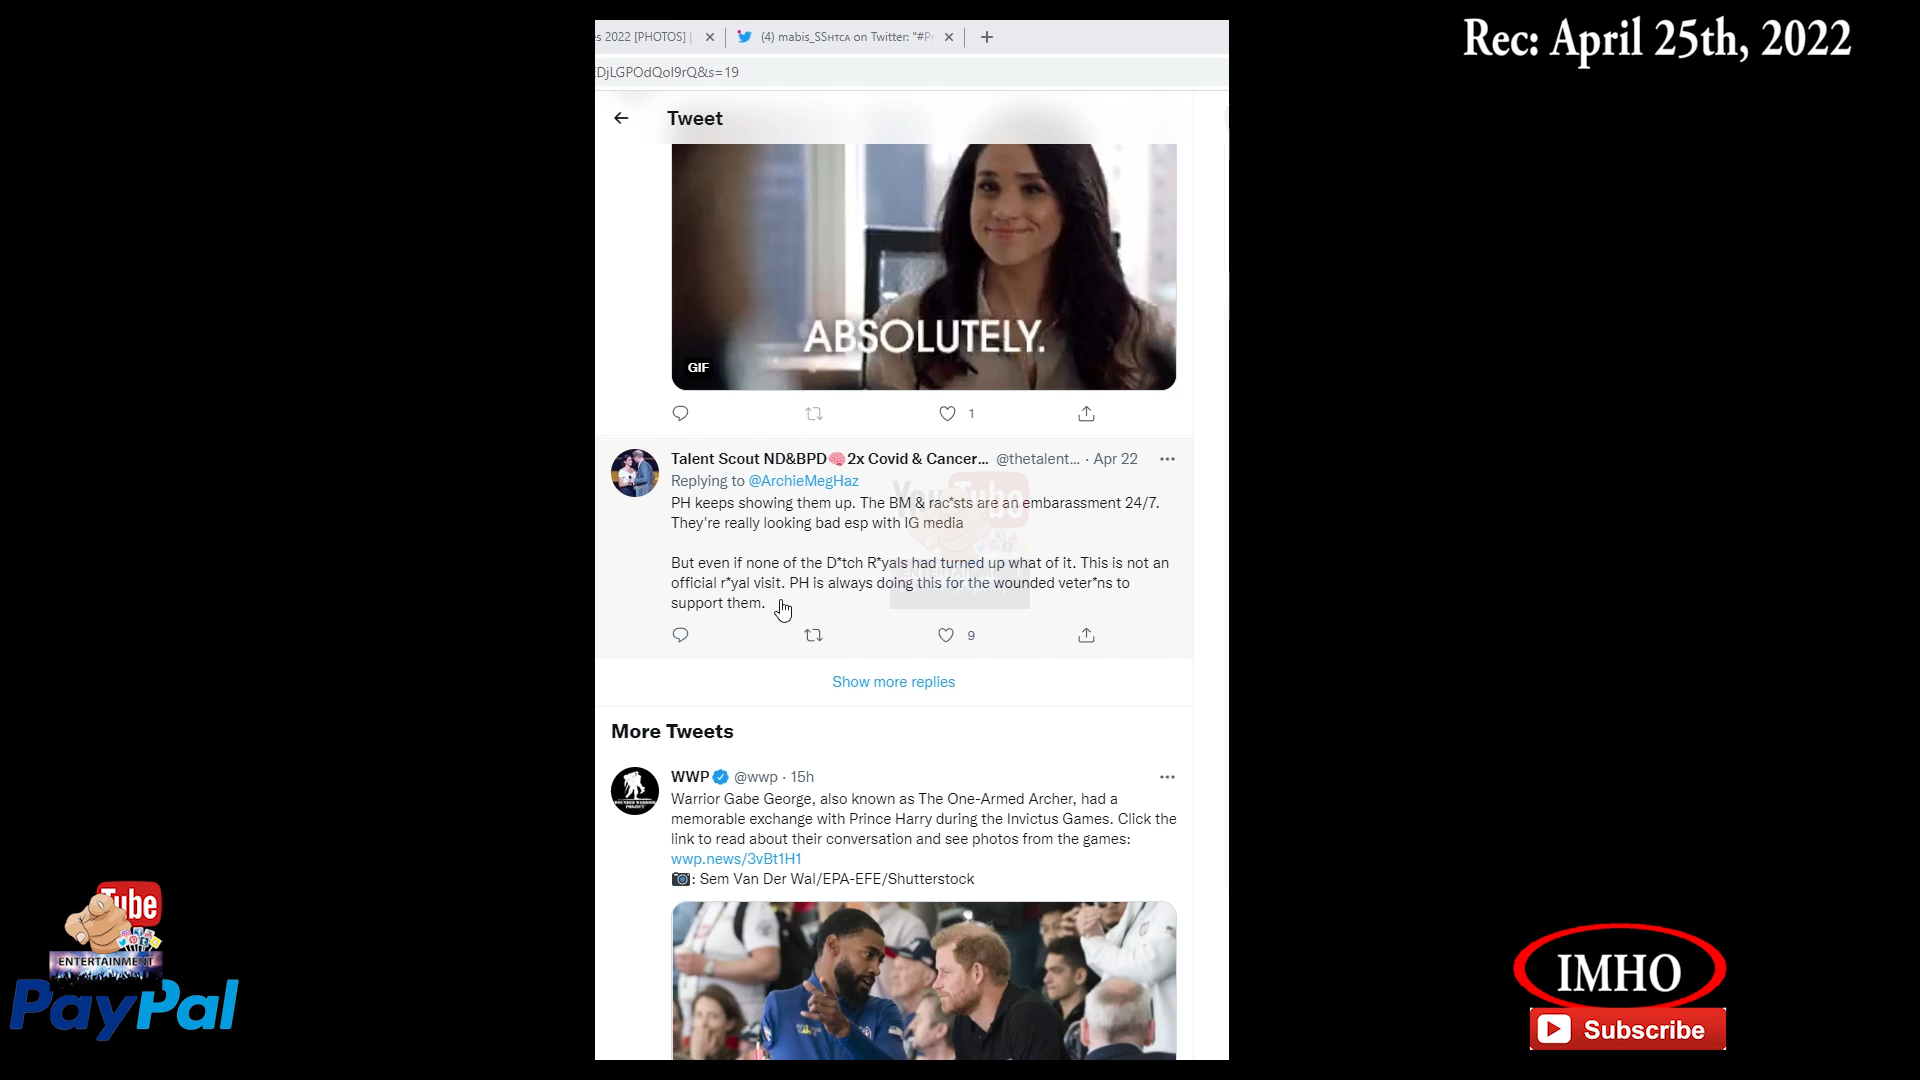 Rec: April 25th, 2022
s 2022 [PHOTOS] |
(4) mabis_SSHTCA on Twitter: "#Pr
DjLGPOdQoI9rQ&s=19
Tweet
ABSOLUTELY.
GIF
1
Talent Scout ND&BPD🧠2x Covid & Cancer... @thetalent... · Apr 22
Replying to @ArchieMegHaz
PH keeps showing them up. The BM & rac*sts are an embarassment 24/7.
They're really looking bad esp with IG media
But even if none of the D*tch R*yals had turned up what of it. This is not an
official r*yal visit. PH is always doing this for the wounded veter*ns to
support them.
9
Show more replies
More Tweets
WWP @wwp · 15h
Warrior Gabe George, also known as The One-Armed Archer, had a
memorable exchange with Prince Harry during the Invictus Games. Click the
link to read about their conversation and see photos from the games:
wwp.news/3vBt1H1
📷: Sem Van Der Wal/EPA-EFE/Shutterstock
Tube
ENTERTAINMENT
PayPal
IMHO
Subscribe